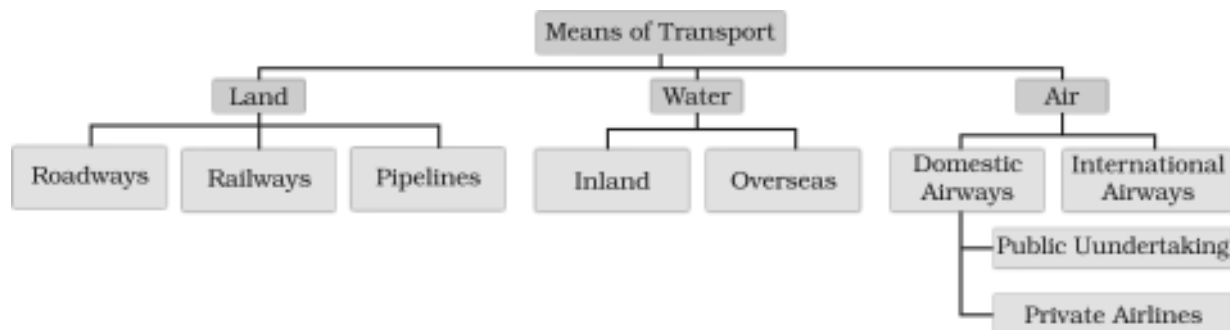 Means of Transport
Land
Water
Air
Roadways
Railways
Pipelines
Inland
Overseas
Domestic
Airways
International
Airways
Public Uundertaking
Private Airlines